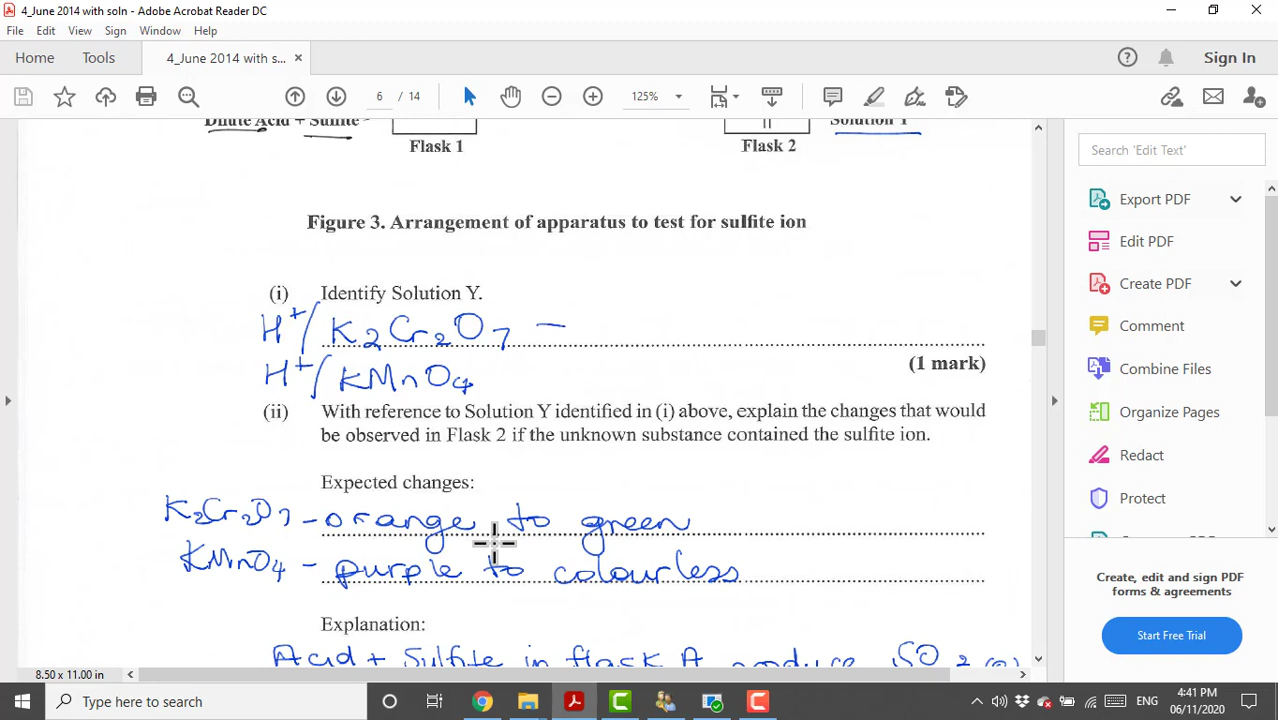 4_June 2014 with soln - Adobe Acrobat Reader DC
File Edit View Sign Window Help
Home Tools 4_June 2014 with s... × Sign In
6 / 14 125%
Dilute Acid + Sulfite Solution Y
Flask 1 Flask 2
Figure 3. Arrangement of apparatus to test for sulfite ion
(i) Identify Solution Y.
H+/K2Cr2O7 -
(1 mark)
H+/KMnO4
(ii) With reference to Solution Y identified in (i) above, explain the changes that would
be observed in Flask 2 if the unknown substance contained the sulfite ion.
Expected changes:
K2Cr2O7 - orange to green
KMnO4 - purple to colourless
Explanation:
Acid + Sulfite in flask A produce SO2(g)
8.50 x 11.00 in
Search 'Edit Text'
Export PDF
Edit PDF
Create PDF
Comment
Combine Files
Organize Pages
Redact
Protect
Create, edit and sign PDF
forms & agreements
Start Free Trial
Type here to search
ENG
4:41 PM
06/11/2020